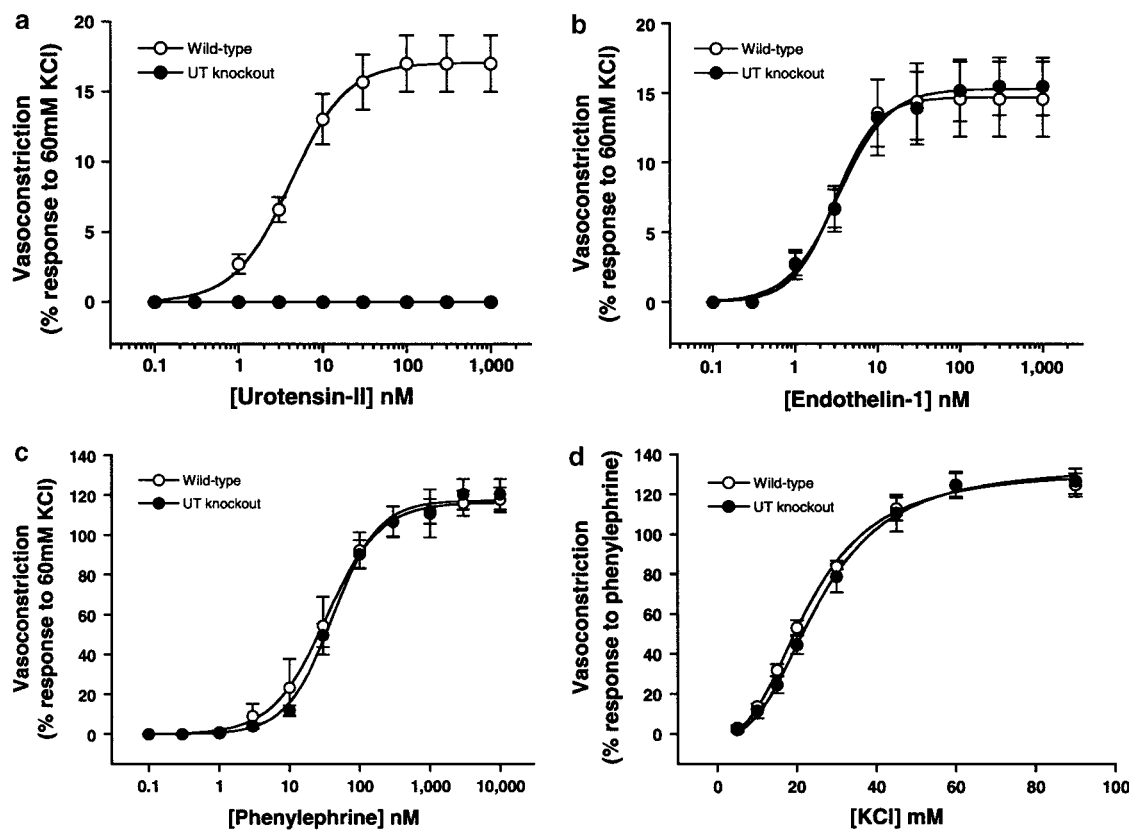 a
20
15
10
5
0
Vasoconstriction
(% response to 60mM KCl)
Wild-type
UT knockout
0.1 1 10 100 1,000
[Urotensin-II] nM
b
20
15
10
5
0
Vasoconstriction
(% response to 60mM KCl)
Wild-type
UT knockout
0.1 1 10 100 1,000
[Endothelin-1] nM
c
140
120
100
80
60
40
20
0
Vasoconstriction
(% response to 60mM KCl)
Wild-type
UT knockout
0.1 1 10 100 1,000 10,000
[Phenylephrine] nM
d
140
120
100
80
60
40
20
0
Vasoconstriction
(% response to phenylephrine)
Wild-type
UT knockout
0 20 40 60 80 100
[KCl] mM